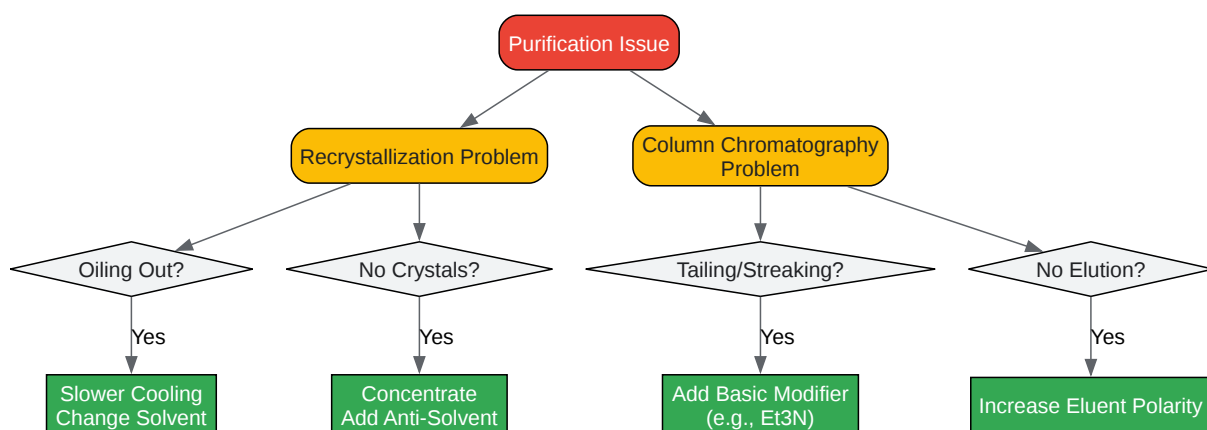 Purification Issue
Recrystallization Problem
Column Chromatography
Problem
Oiling Out?
No Crystals?
Tailing/Streaking?
No Elution?
Yes
Yes
Yes
Yes
Slower Cooling
Change Solvent
Concentrate
Add Anti-Solvent
Add Basic Modifier
(e.g., Et3N)
Increase Eluent Polarity